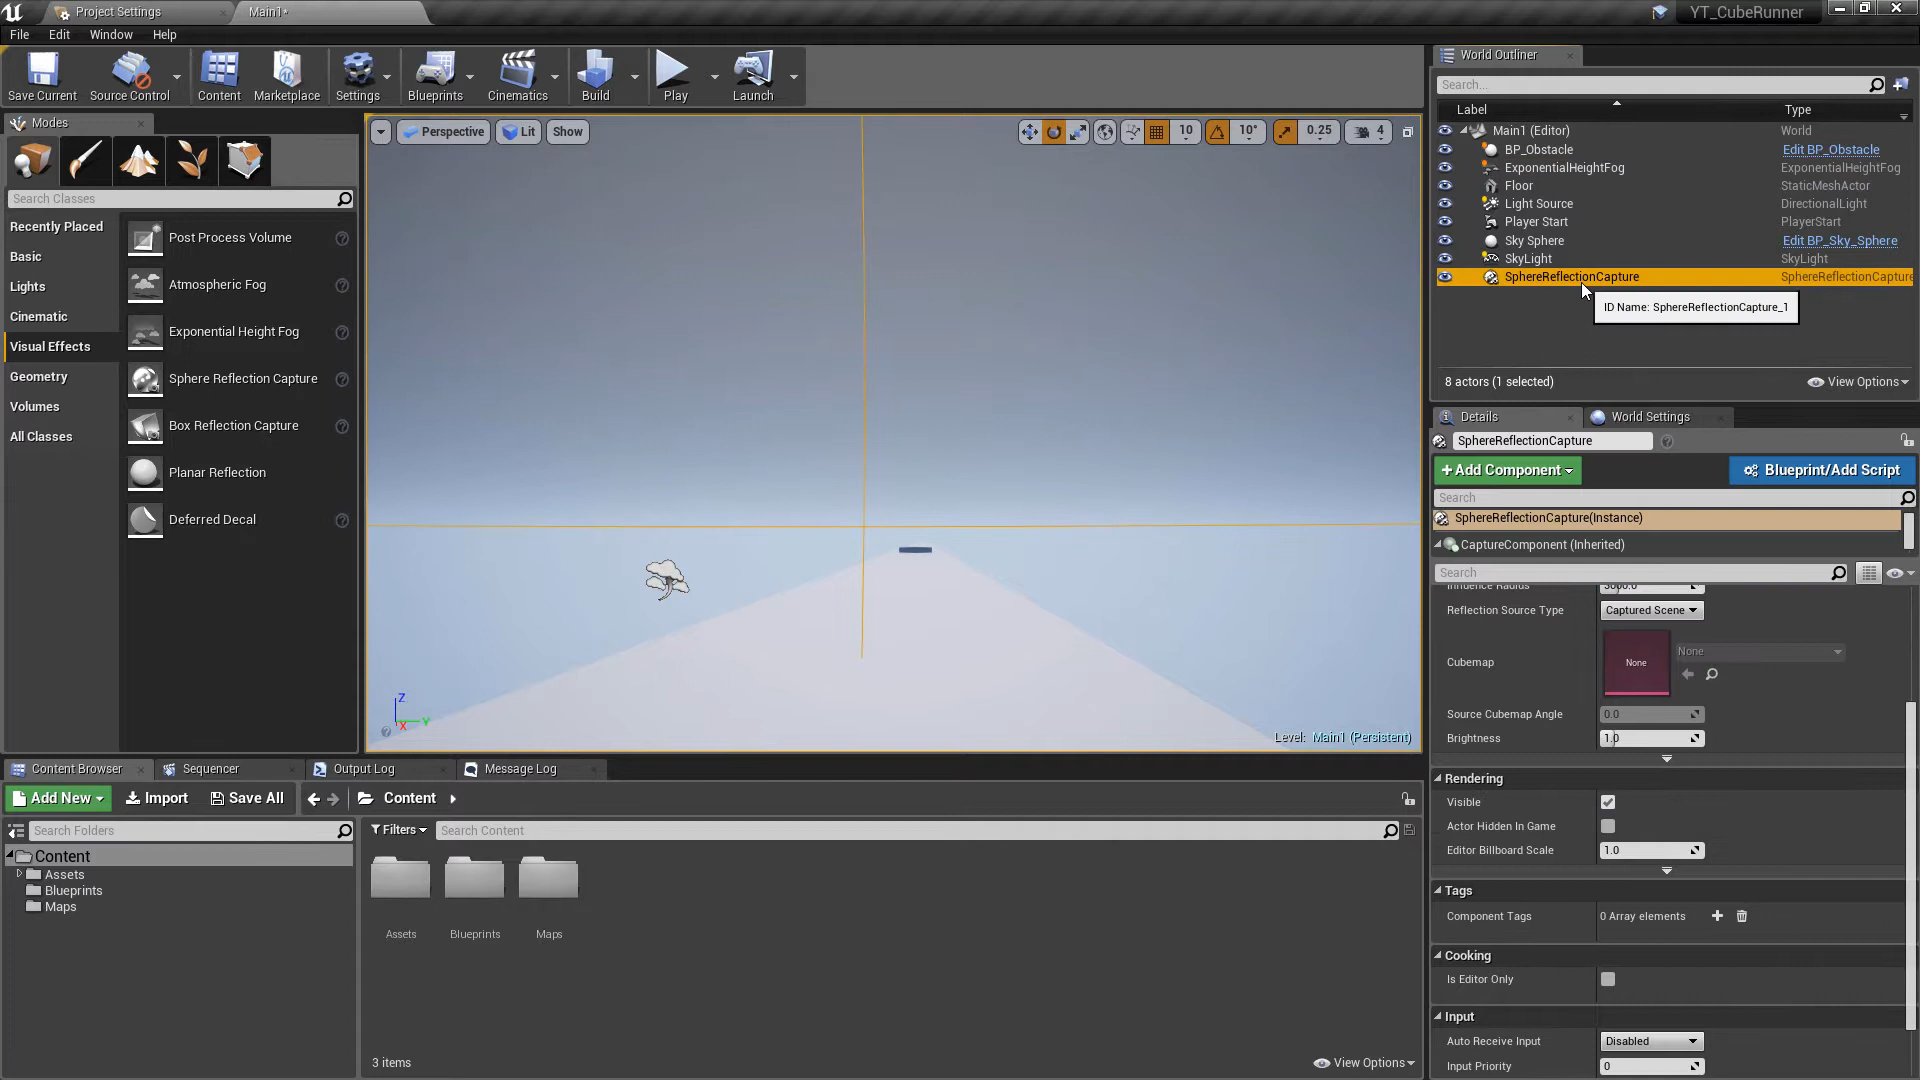 Project Settings
Main1*
YT_CubeRunner
File Edit Window Help
Save Current
Source Control
Content
Marketplace
Settings
Blueprints
Cinematics
Build
Play
Launch
Modes
Search Classes
Recently Placed
Basic
Lights
Cinematic
Visual Effects
Geometry
Volumes
All Classes
Post Process Volume
Atmospheric Fog
Exponential Height Fog
Sphere Reflection Capture
Box Reflection Capture
Planar Reflection
Deferred Decal
Perspective
Lit
Show
10
10°
0.25
4
Z
X
Y
Level: Main1 (Persistent)
World Outliner
Search...
Label Type
Main1 (Editor) World
BP_Obstacle Edit BP_Obstacle
ExponentialHeightFog ExponentialHeightFog
Floor StaticMeshActor
Light Source DirectionalLight
Player Start PlayerStart
Sky Sphere Edit BP_Sky_Sphere
SkyLight SkyLight
SphereReflectionCapture SphereReflectionCapture
ID Name: SphereReflectionCapture_1
8 actors (1 selected)
View Options
Details
World Settings
SphereReflectionCapture
+Add Component
Blueprint/Add Script
Search
SphereReflectionCapture(Instance)
CaptureComponent (Inherited)
Search
Influence Radius 3000.0
Reflection Source Type Captured Scene
Cubemap None None
Source Cubemap Angle 0.0
Brightness 1.0
Rendering
Visible
Actor Hidden In Game
Editor Billboard Scale 1.0
Tags
Component Tags 0 Array elements
Cooking
Is Editor Only
Input
Auto Receive Input Disabled
Input Priority 0
Content Browser
Sequencer
Output Log
Message Log
Add New
Import
Save All
Content
Search Folders
Filters
Search Content
Content
Assets
Blueprints
Maps
Assets
Blueprints
Maps
3 items
View Options